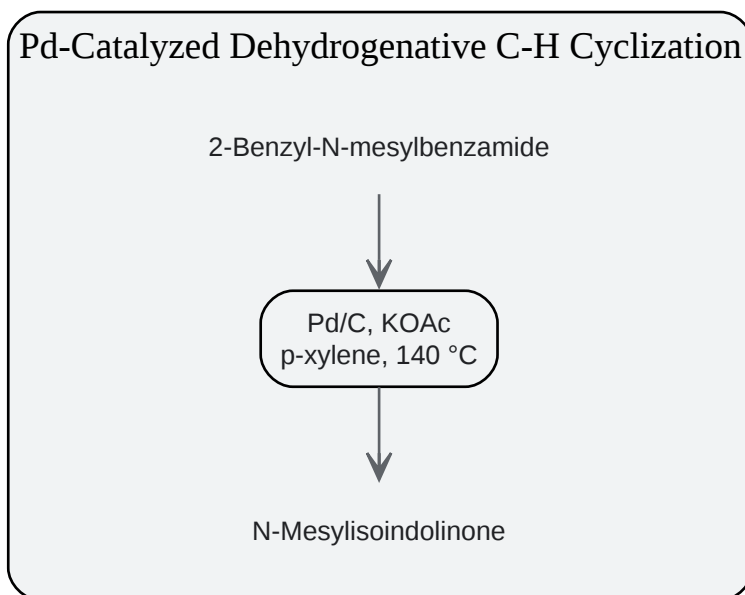 Pd-Catalyzed Dehydrogenative C-H Cyclization
2-Benzyl-N-mesylbenzamide
Pd/C, KOAc
p-xylene, 140 °C
N-Mesylisoindolinone